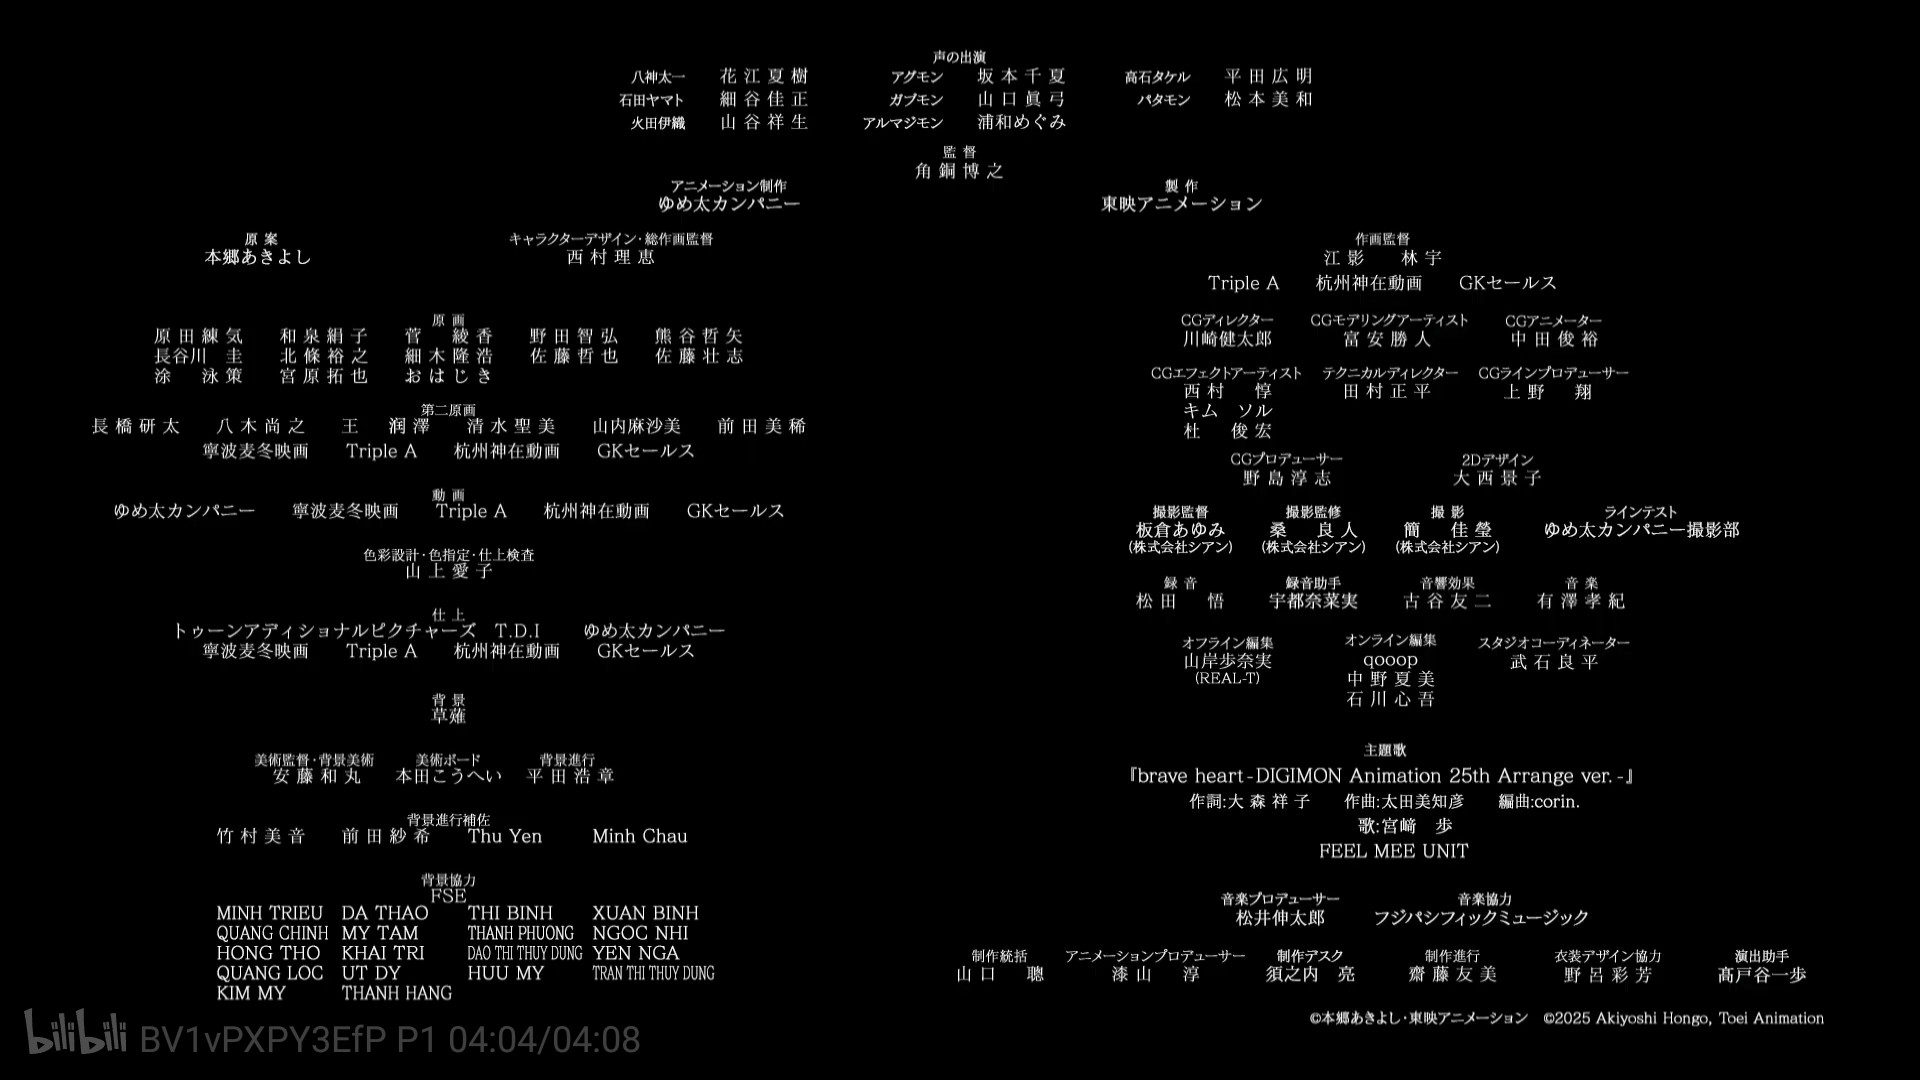 声の出演
八神太一 花江夏樹 アグモン 坂本千夏 高石タケル 平田広明
石田ヤマト 細谷佳正 ガブモン 山口眞弓 パタモン 松本美和
火田伊織 山谷祥生 アルマジモン 浦和めぐみ
監督
角銅博之
アニメーション制作 製作
ゆめ太カンパニー 東映アニメーション
原案 キャラクターデザイン・総作画監督
本郷あきよし 西村理恵
原画
原田練気 和泉絹子 菅 綾香 野田智弘 熊谷哲矢
長谷川 圭 北條裕之 細木隆浩 佐藤哲也 佐藤壮志
涂 泳策 宮原拓也 おはじき
第二原画
長橋研太 八木尚之 王 润澤 清水聖美 山内麻沙美 前田美稀
寧波麦冬映画 Triple A 杭州神在動画 GKセールス
動画
ゆめ太カンパニー 寧波麦冬映画 Triple A 杭州神在動画 GKセールス
色彩設計・色指定・仕上検査
山上愛子
仕上
トゥーンアディショナルピクチャーズ T.D.I ゆめ太カンパニー
寧波麦冬映画 Triple A 杭州神在動画 GKセールス
背景
草薙
美術監督・背景美術 美術ボード 背景進行
安藤和丸 本田こうへい 平田浩章
背景進行補佐
竹村美音 前田紗希 Thu Yen Minh Chau
背景協力
FSE
MINH TRIEU DA THAO THI BINH XUAN BINH
QUANG CHINH MY TAM THANH PHUONG NGOC NHI
HONG THO KHAI TRI DAO THI THUY DUNG YEN NGA
QUANG LOC UT DY HUU MY TRAN THI THUY DUNG
KIM MY THANH HANG
作画監督
江影 林宇
Triple A 杭州神在動画 GKセールス
CGディレクター CGモデリングアーティスト CGアニメーター
川崎健太郎 富安勝人 中田俊裕
CGエフェクトアーティスト テクニカルディレクター CGラインプロデューサー
西村 惇 田村正平 上野 翔
キム ソル
杜 俊宏
CGプロデューサー 2Dデザイン
野島淳志 大西景子
撮影監督 撮影監修 撮影 ラインテスト
板倉あゆみ 桑 良人 簡 佳瑩 ゆめ太カンパニー撮影部
(株式会社シアン) (株式会社シアン) (株式会社シアン)
録音 録音助手 音響効果 音楽
松田 悟 宇都奈菜実 古谷友二 有澤孝紀
オフライン編集 オンライン編集 スタジオコーディネーター
山岸歩奈実 qooop 武石良平
(REAL-T) 中野夏美
石川心吾
主題歌
『brave heart-DIGIMON Animation 25th Arrange ver.-』
作詞:大森祥子 作曲:太田美知彦 編曲:corin.
歌:宮﨑 歩
FEEL MEE UNIT
音楽プロデューサー 音楽協力
松井伸太郎 フジパシフィックミュージック
制作統括 アニメーションプロデューサー 制作デスク 制作進行 衣装デザイン協力 演出助手
山口 聰 漆山 淳 須之内 亮 齋藤友美 野呂彩芳 髙戸谷一歩
©本郷あきよし・東映アニメーション ©2025 Akiyoshi Hongo, Toei Animation
bilibili BV1vPXPY3EfP P1 04:04/04:08